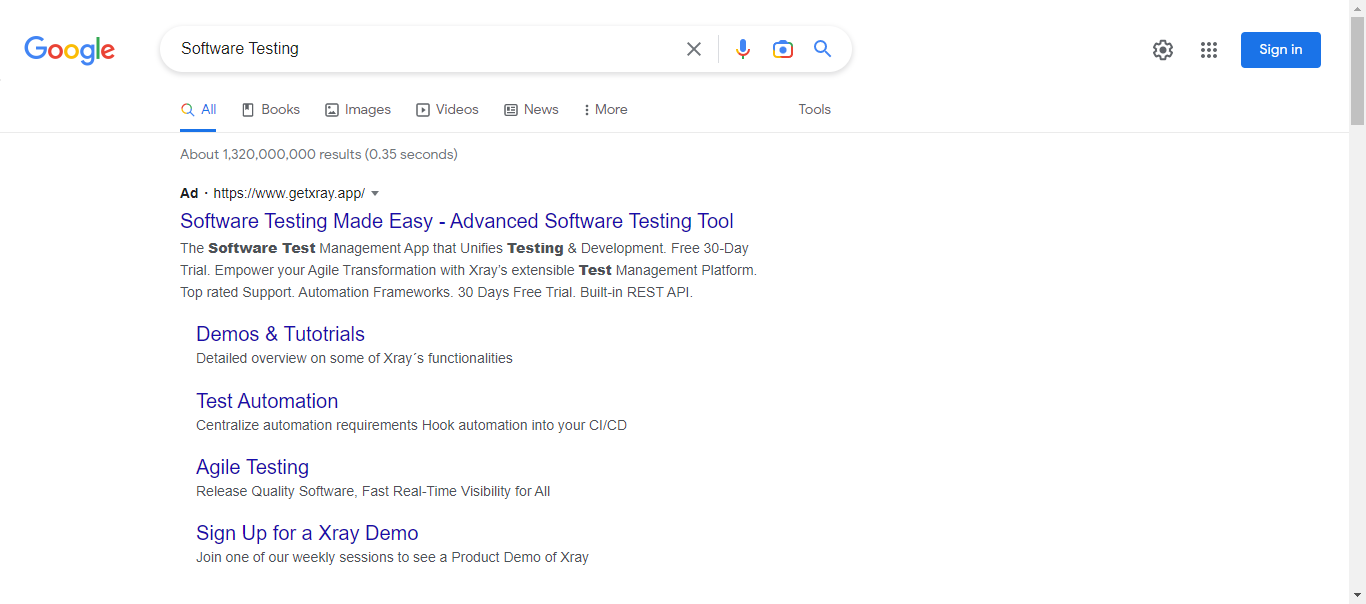 Google
Software Testing
Sign in
All Books Images Videos News More Tools
About 1,320,000,000 results (0.35 seconds)
Ad · https://www.getxray.app/
Software Testing Made Easy - Advanced Software Testing Tool
The Software Test Management App that Unifies Testing & Development. Free 30-Day
Trial. Empower your Agile Transformation with Xray's extensible Test Management Platform.
Top rated Support. Automation Frameworks. 30 Days Free Trial. Built-in REST API.
Demos & Tutotrials
Detailed overview on some of Xray´s functionalities
Test Automation
Centralize automation requirements Hook automation into your CI/CD
Agile Testing
Release Quality Software, Fast Real-Time Visibility for All
Sign Up for a Xray Demo
Join one of our weekly sessions to see a Product Demo of Xray